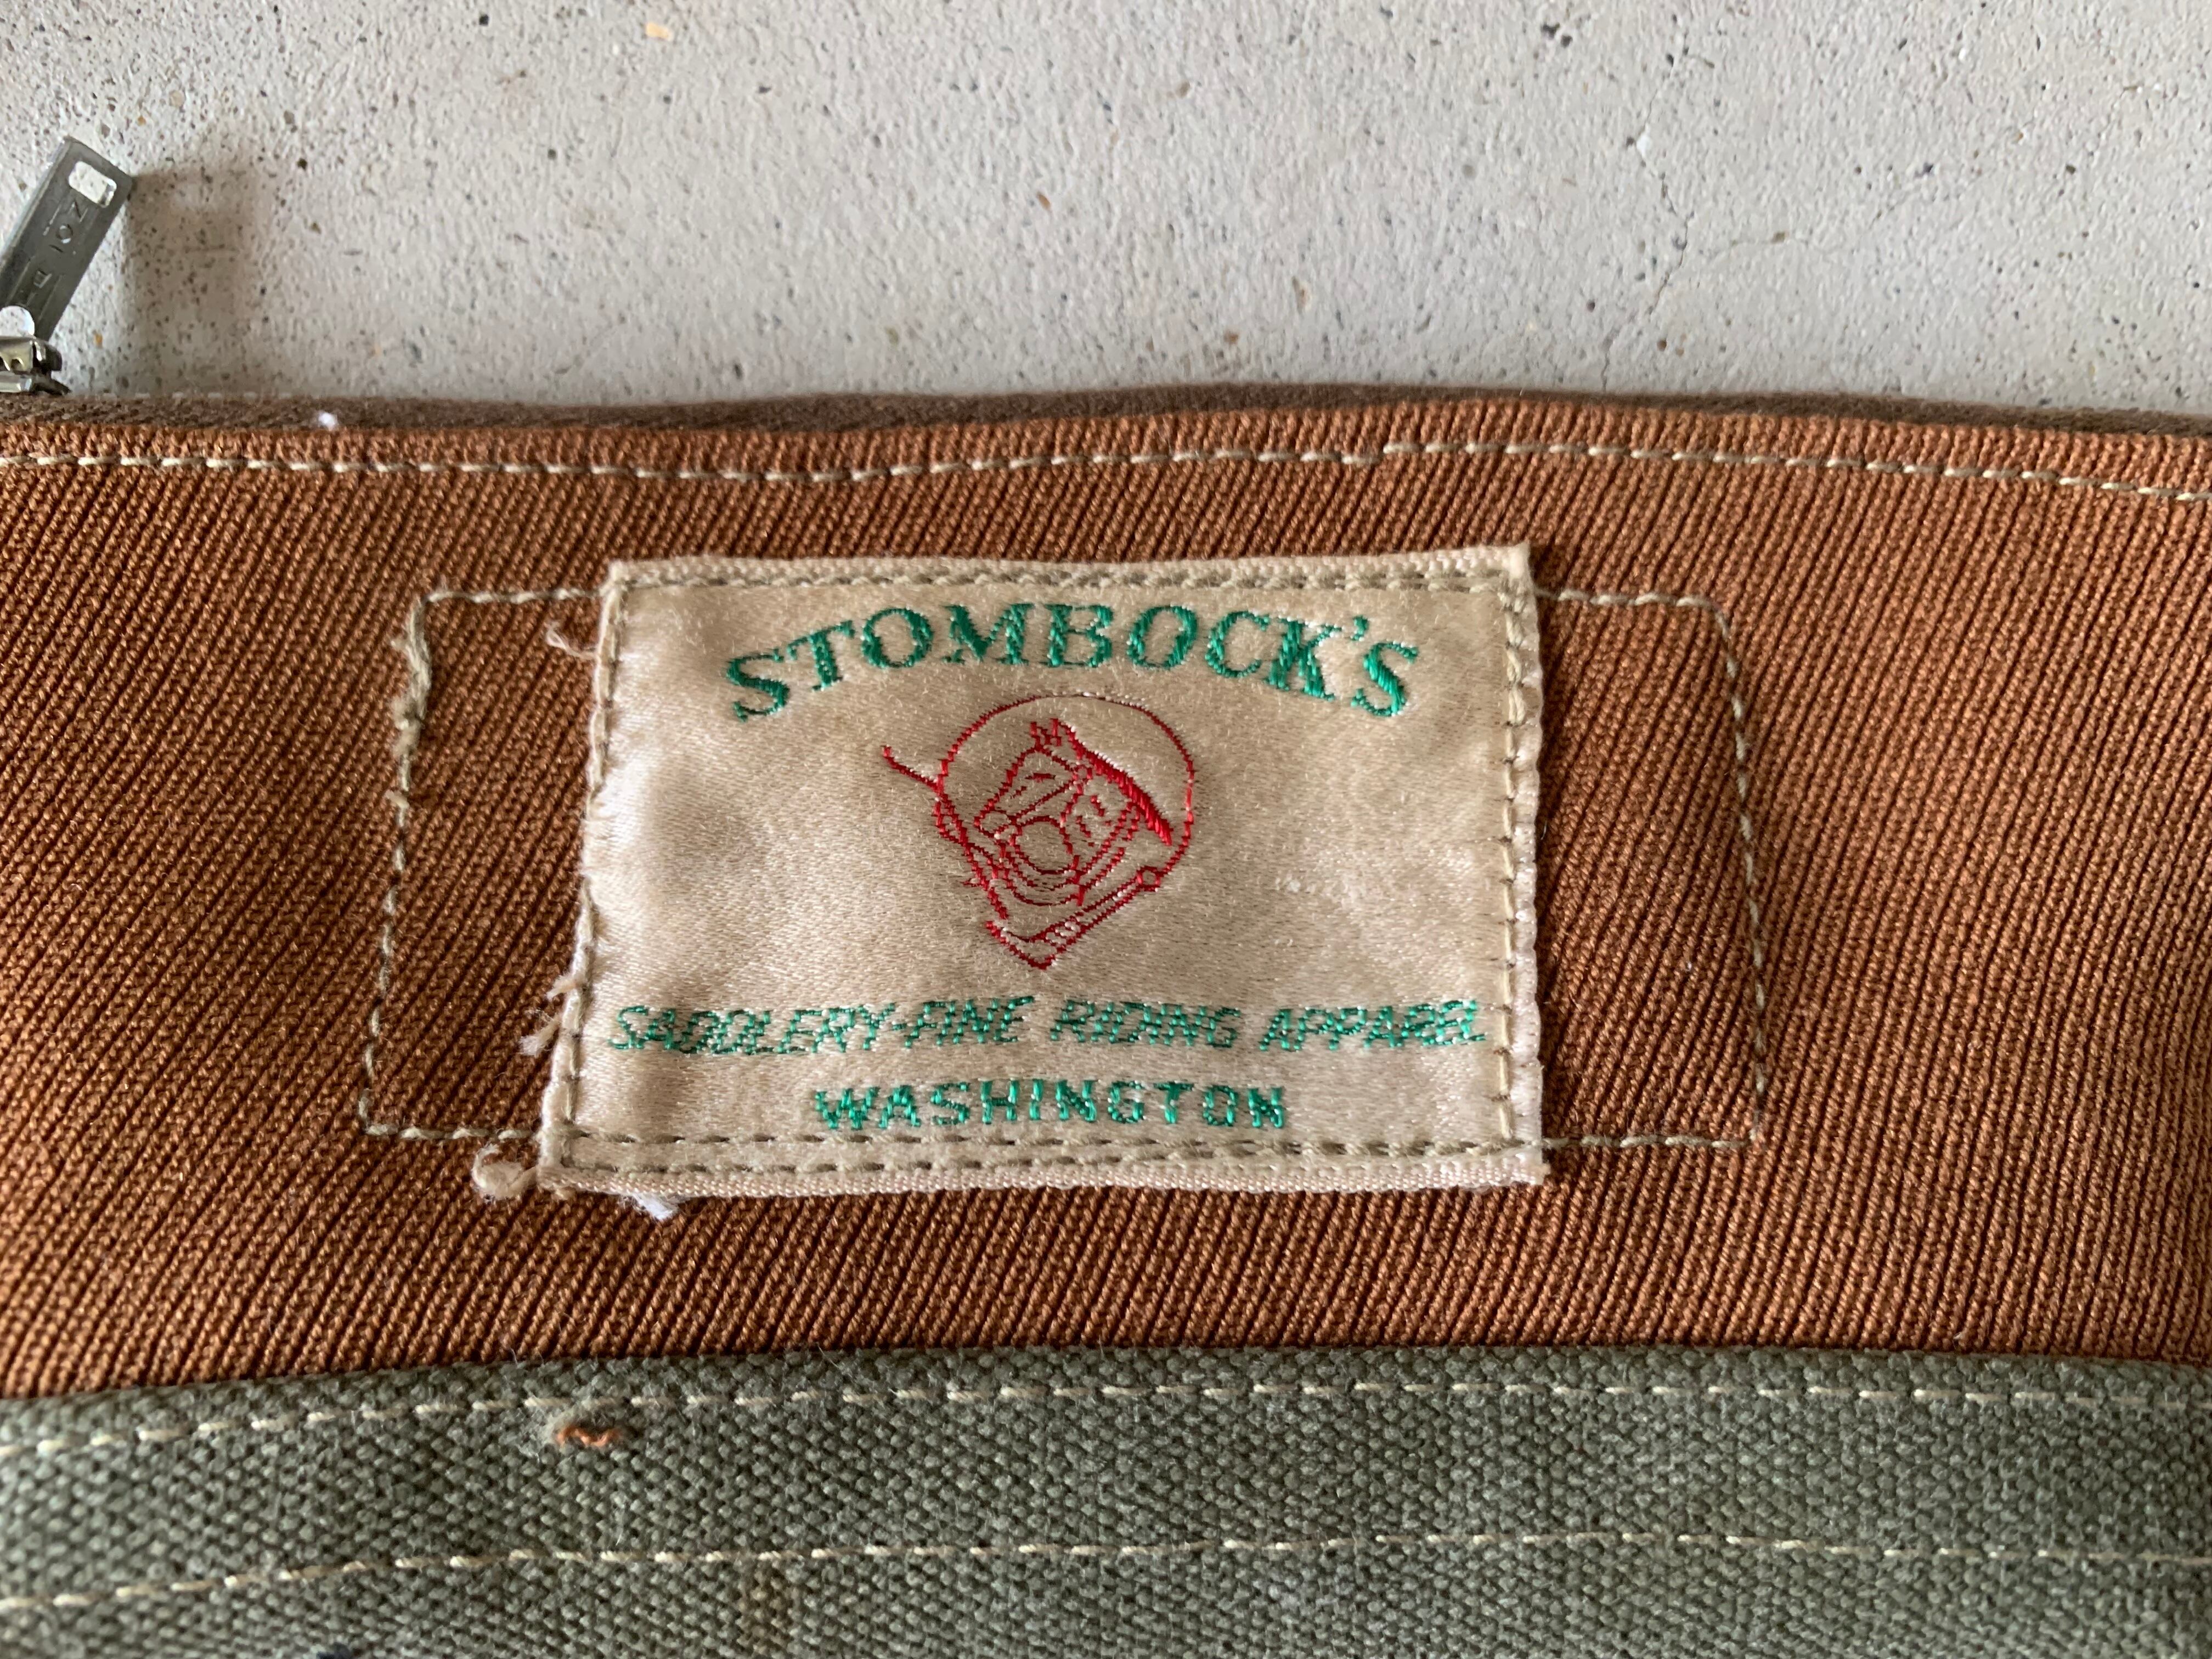 STOMBOCK'S
SADDLERY-FINE RIDING APPAREL
WASHINGTON